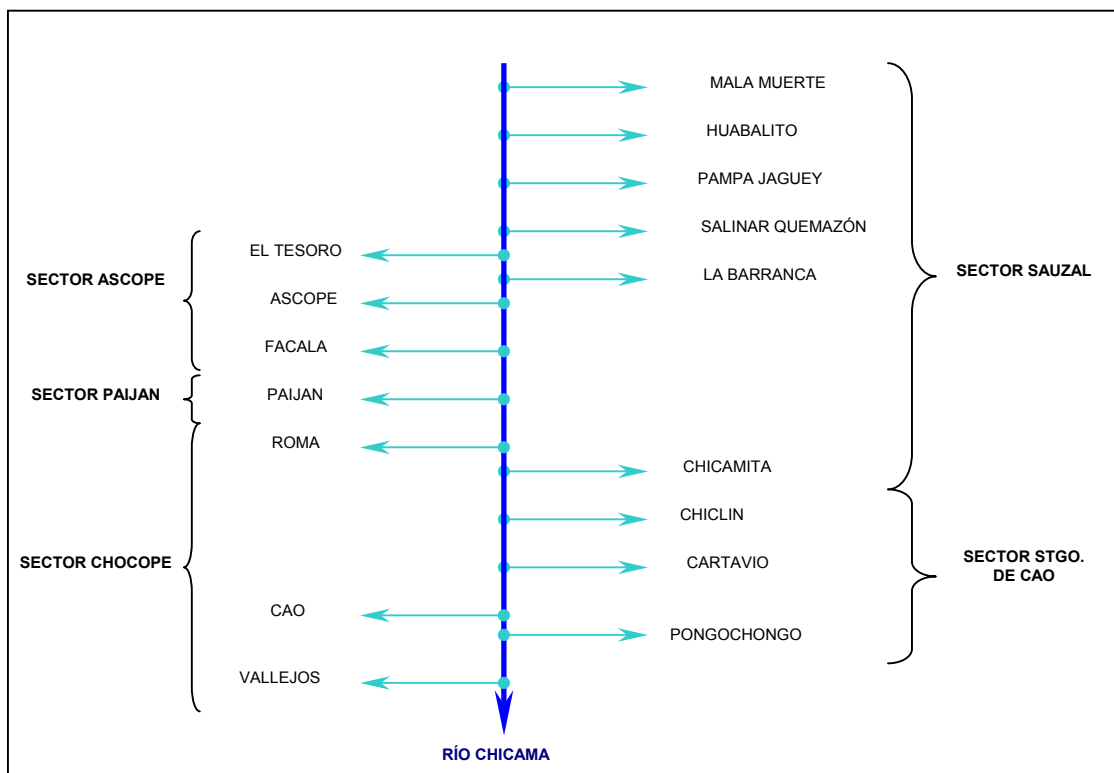 MALA MUERTE
HUABALITO
PAMPA JAGUEY
SALINAR QUEMAZÓN
EL TESORO
LA BARRANCA
SECTOR ASCOPE
SECTOR SAUZAL
ASCOPE
FACALA
SECTOR PAIJAN
PAIJAN
ROMA
CHICAMITA
CHICLIN
SECTOR CHOCOPE
CARTAVIO
SECTOR STGO.
DE CAO
CAO
PONGOCHONGO
VALLEJOS
RÍO CHICAMA